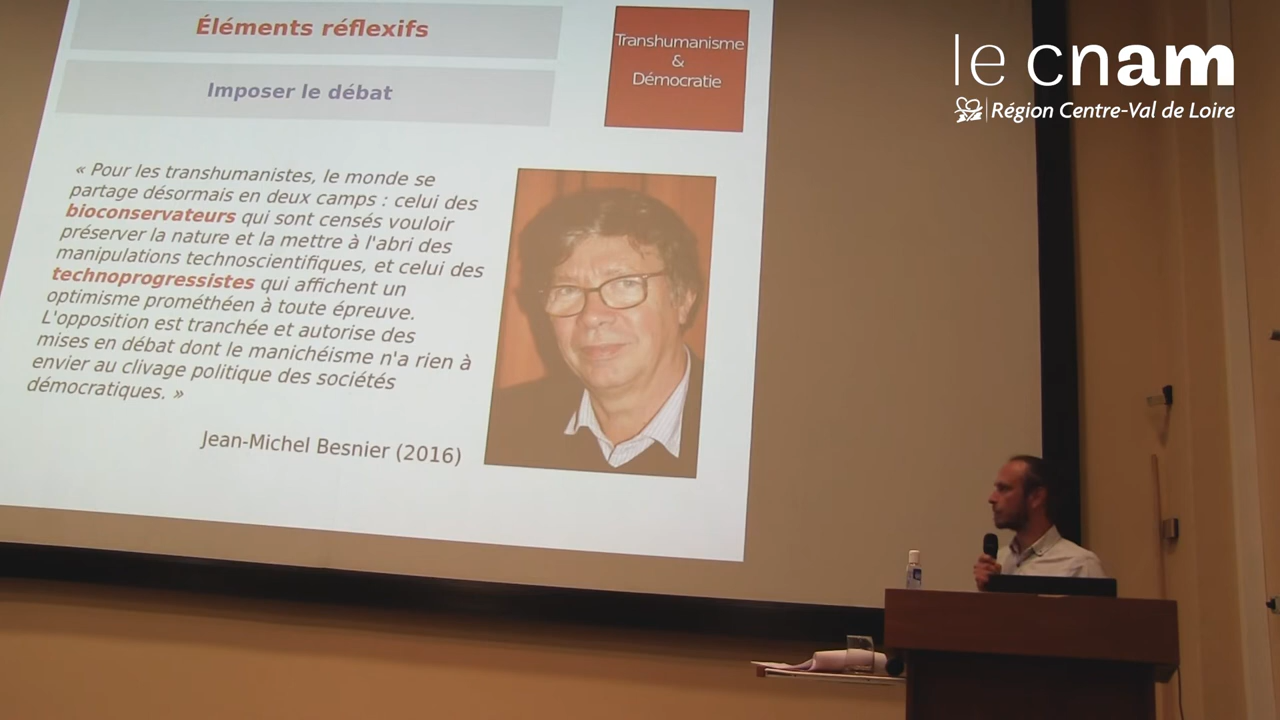 Éléments réflexifs
Imposer le débat
Transhumanisme
&
Démocratie
le cnam
Région Centre-Val de Loire
« Pour les transhumanistes, le monde se
partage désormais en deux camps : celui des
bioconservateurs qui sont censés vouloir
préserver la nature et la mettre à l'abri des
manipulations technoscientifiques, et celui des
technoprogressistes qui affichent un
optimisme prométhéen à toute épreuve.
L'opposition est tranchée et autorise des
mises en débat dont le manichéisme n'a rien à
envier au clivage politique des sociétés
démocratiques. »
Jean-Michel Besnier (2016)